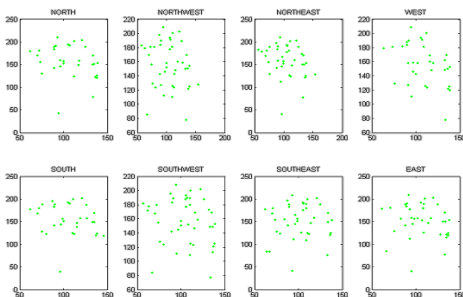 NORTH NORTHWEST NORTHEAST WEST
250 220 250 220
200 200 200 200
180 180
150 160 150 160
140 140
100 120 100 120
100 100
50 80 50 80
0 60 0 60
50 100 150 50 100 150 200 50 100 150 200 50 100 150
SOUTH SOUTHWEST SOUTHEAST EAST
250 220 250 250
200 200 200 200
180
150 160 150 150
140
100 120 100 100
100
50 80 50 50
0 60 0 0
50 100 150 50 100 150 50 100 150 50 100 150